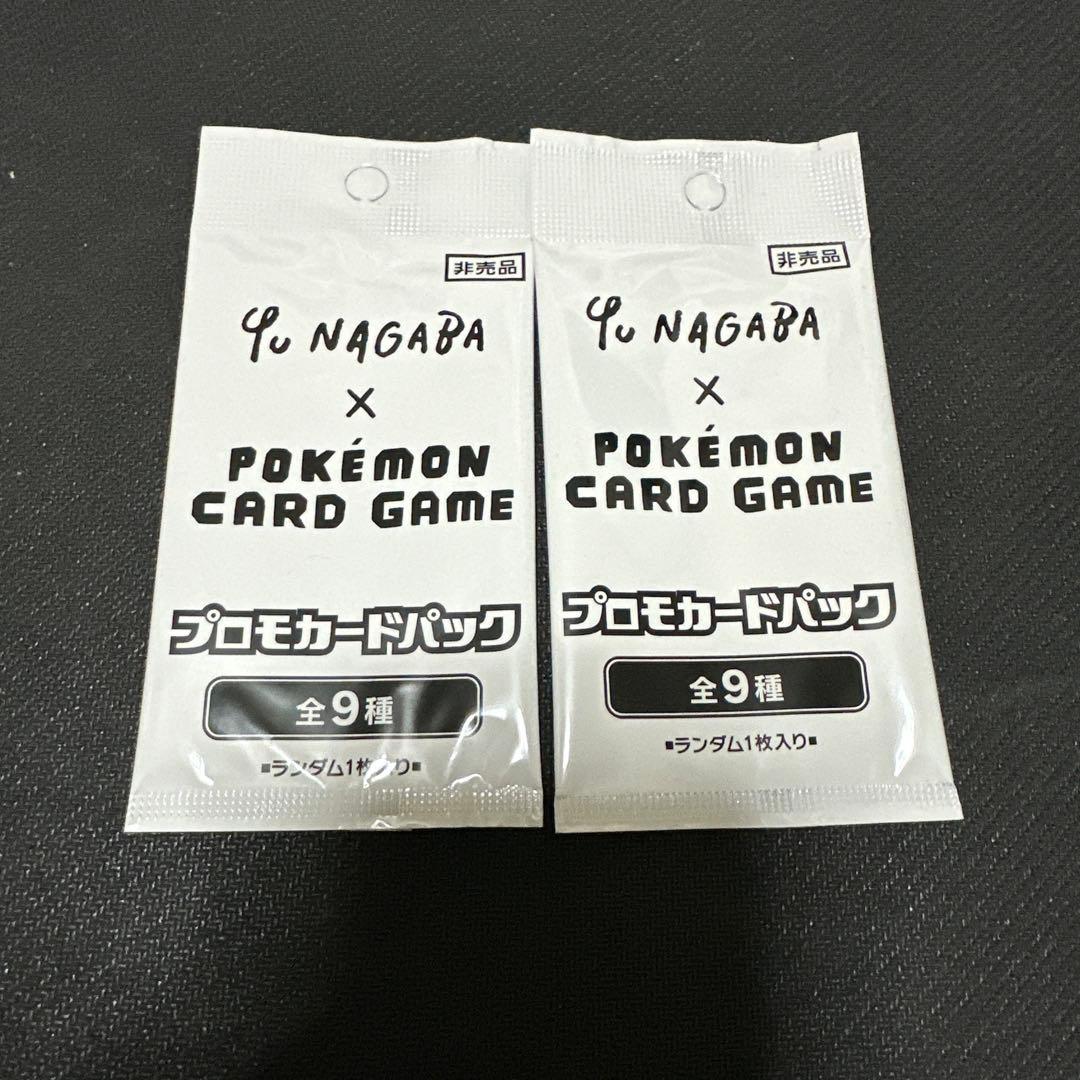 非売品
Yu NAGABA
×
POKÉMON
CARD GAME
プロモカードパック
全9種
■ランダム1枚入り■
非売品
Yu NAGABA
×
POKÉMON
CARD GAME
プロモカードパック
全9種
■ランダム1枚入り■